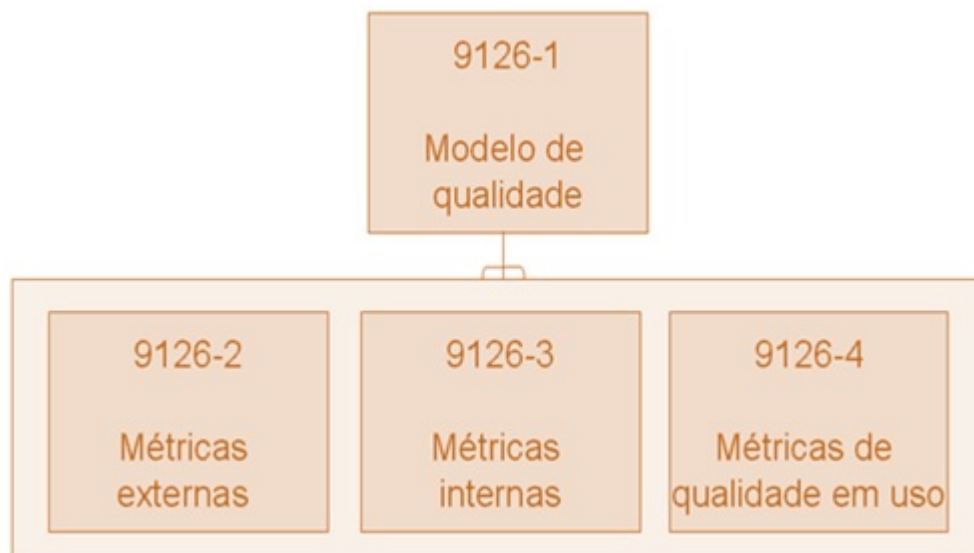 9126-1
Modelo de
qualidade
9126-2
Métricas
externas
9126-3
Métricas
internas
9126-4
Métricas de
qualidade em uso